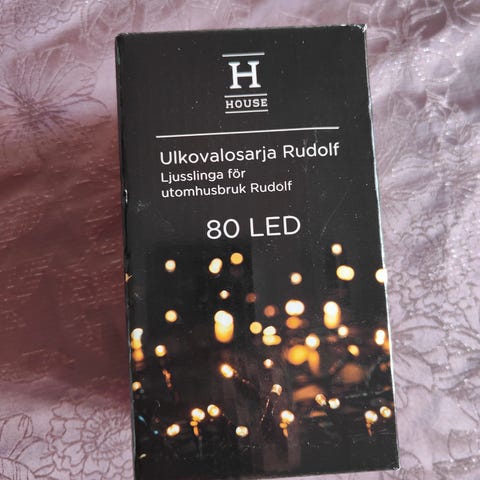 H
HOUSE
Ulkovalosarja Rudolf
Ljusslinga för
utomhusbruk Rudolf
80 LED